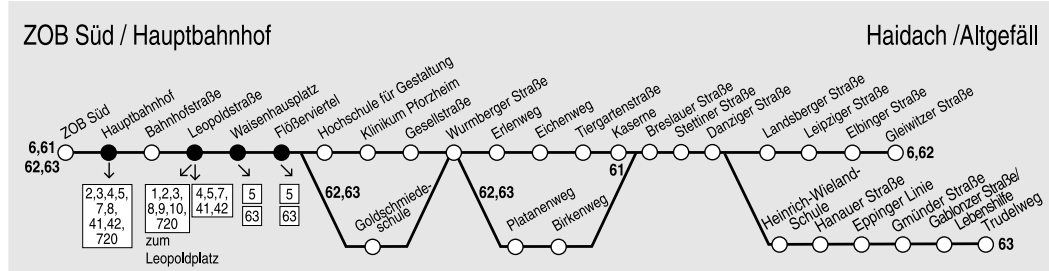 ZOB Süd / Hauptbahnhof
Haidach /Altgefäll
ZOB Süd
Hauptbahnhof
Bahnhofstraße
Leopoldstraße
Waisenhausplatz
Flößerviertel
Hochschule für Gestaltung
Klinikum Pforzheim
Gesellstraße
Wurmberger Straße
Erlenweg
Eichenweg
Tiergartenstraße
Kaserne
Breslauer Straße
Stettiner Straße
Danziger Straße
Landsberger Straße
Leipziger Straße
Elbinger Straße
Gleiwitzer Straße
6,61
62,63
6,62
61
2,3,4,5
7,8,
41,42,
720
1,2,3,
8,9,10,
720
zum
Leopoldplatz
4,5,7,
41,42
5
63
5
63
62,63
Goldschmiede-
schule
62,63
Platanenweg
Birkenweg
Heinrich-Wieland-
Schule
Hanauer Straße
Eppinger Linie
Gmünder Straße
Gablonzer Straße/
Lebenshilfe
Trudelweg
63